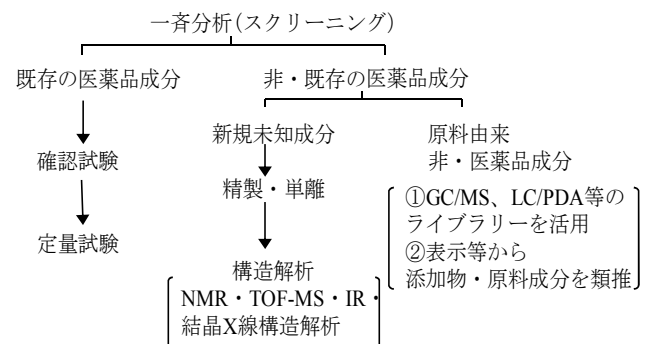 一斉分析(スクリーニング)
既存の医薬品成分
非・既存の医薬品成分
確認試験
定量試験
新規未知成分
精製・単離
構造解析
NMR・TOF-MS・IR・
結晶X線構造解析
原料由来
非・医薬品成分
①GC/MS、LC/PDA等の
ライブラリーを活用
②表示等から
添加物・原料成分を類推